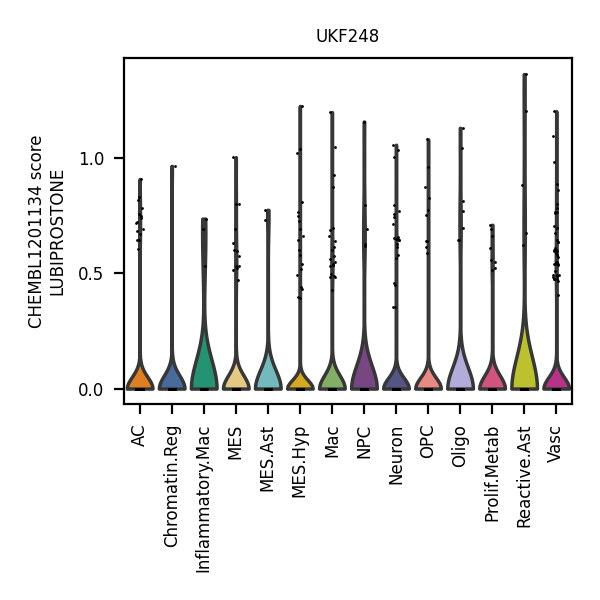 UKF248
CHEMBL1201134 score
LUBIPROSTONE
1.0
0.5
0.0
AC
Chromatin.Reg
Inflammatory.Mac
MES
MES.Ast
MES.Hyp
Mac
NPC
Neuron
OPC
Oligo
Prolif.Metab
Reactive.Ast
Vasc